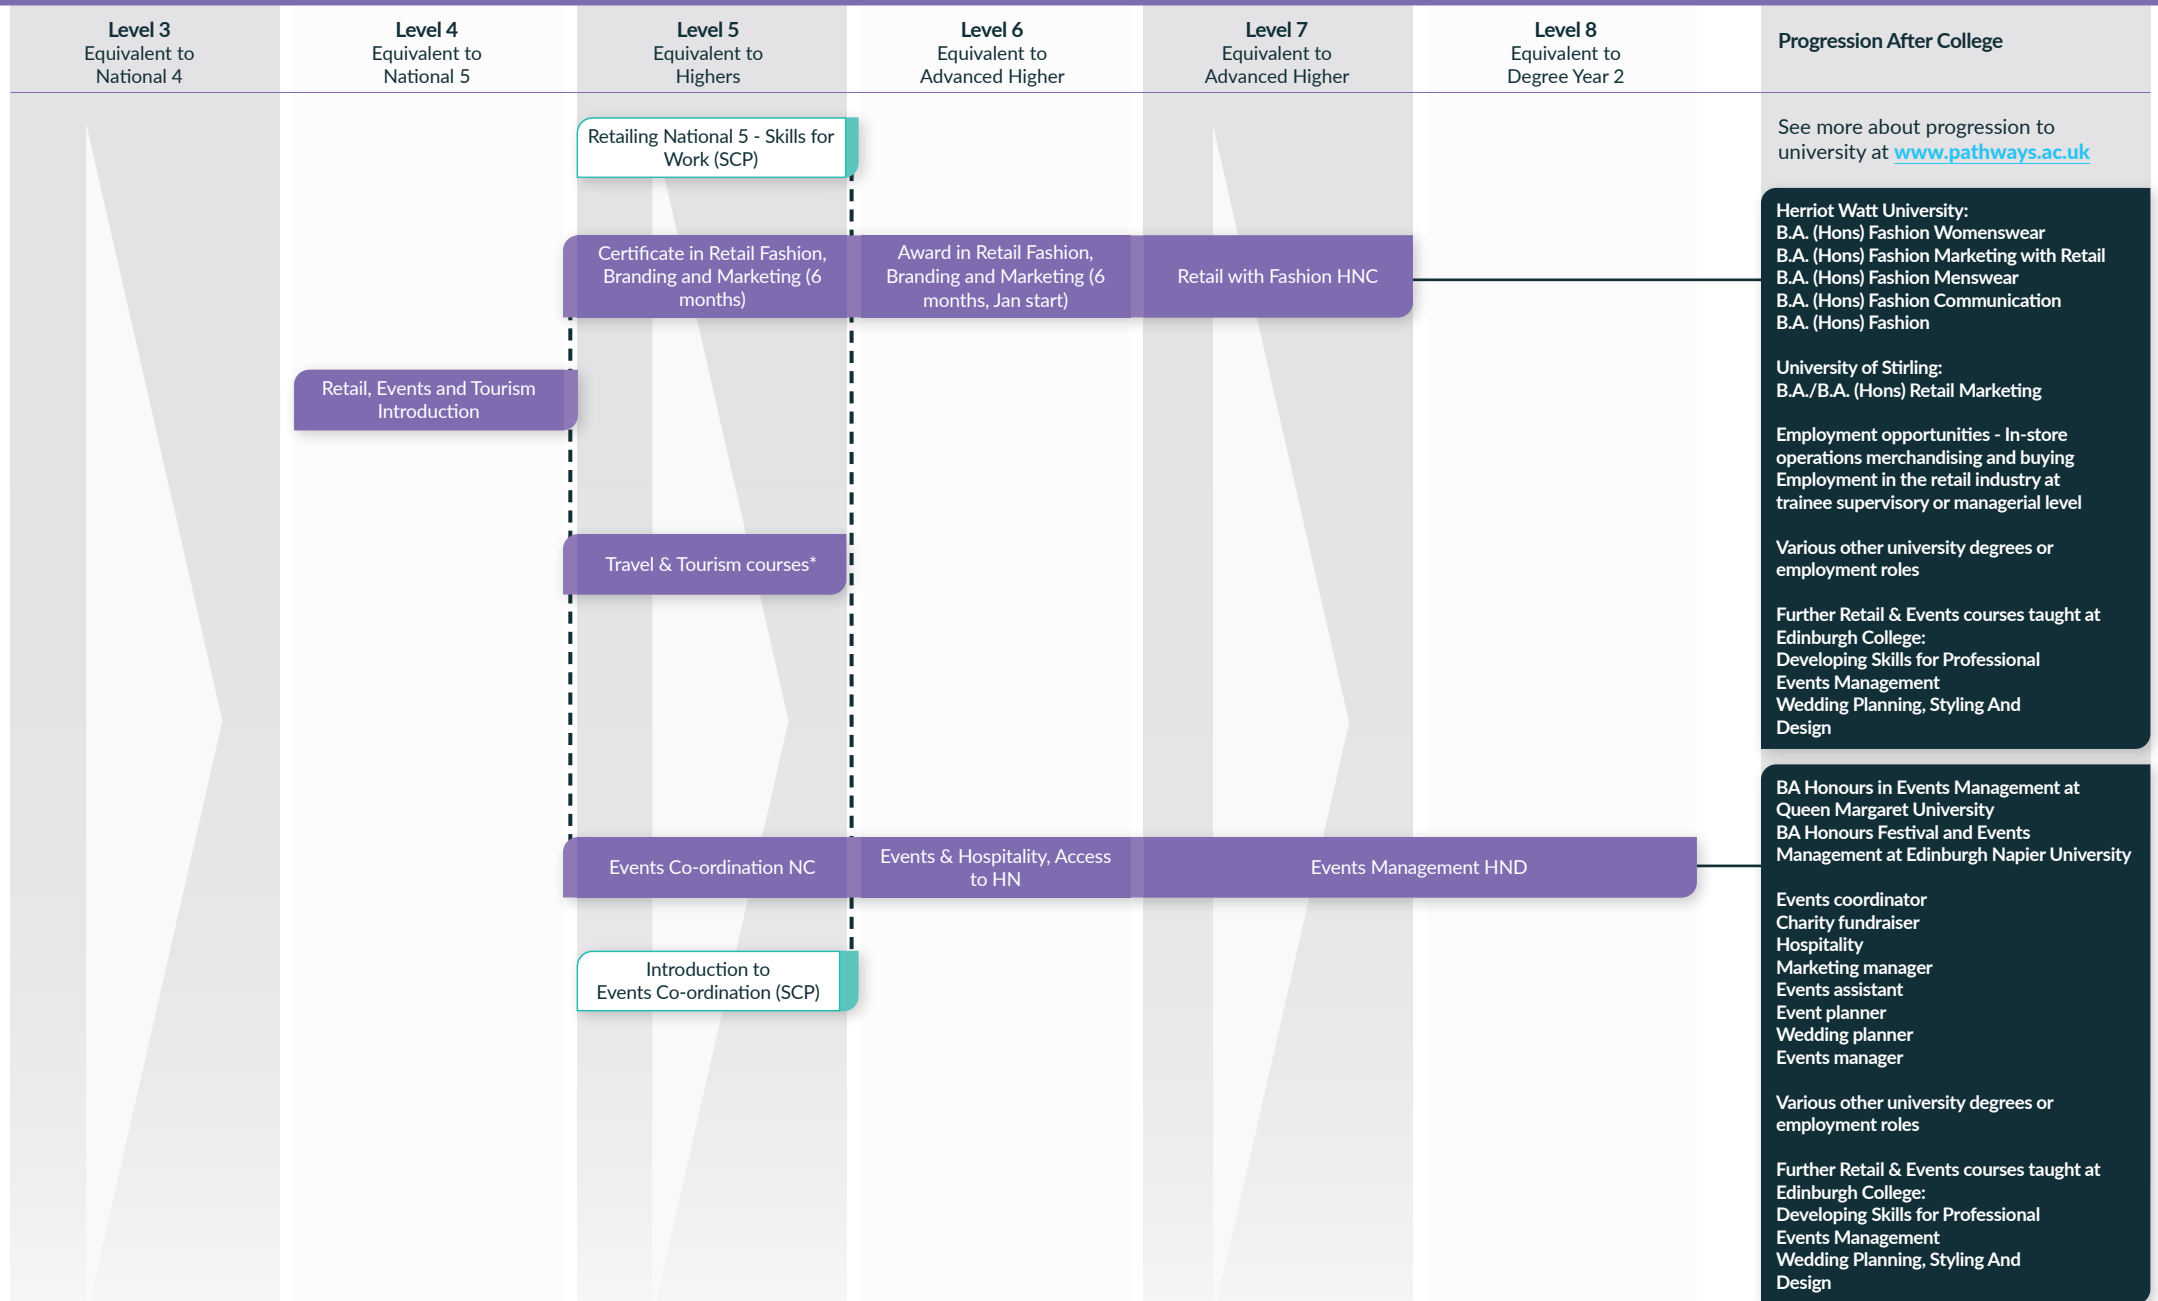 Level 3
Equivalent to
National 4
Level 4
Equivalent to
National 5
Level 5
Equivalent to
Highers
Level 6
Equivalent to
Advanced Higher
Level 7
Equivalent to
Advanced Higher
Level 8
Equivalent to
Degree Year 2
Progression After College
Retailing National 5 - Skills for
Work (SCP)
Certificate in Retail Fashion,
Branding and Marketing (6
months)
Award in Retail Fashion,
Branding and Marketing (6
months, Jan start)
Retail with Fashion HNC
Retail, Events and Tourism
Introduction
Travel & Tourism courses*
Events Co-ordination NC
Events & Hospitality, Access
to HN
Events Management HND
Introduction to
Events Co-ordination (SCP)
See more about progression to
university at www.pathways.ac.uk
Herriot Watt University:
B.A. (Hons) Fashion Womenswear
B.A. (Hons) Fashion Marketing with Retail
B.A. (Hons) Fashion Menswear
B.A. (Hons) Fashion Communication
B.A. (Hons) Fashion
University of Stirling:
B.A./B.A. (Hons) Retail Marketing
Employment opportunities - In-store
operations merchandising and buying
Employment in the retail industry at
trainee supervisory or managerial level
Various other university degrees or
employment roles
Further Retail & Events courses taught at
Edinburgh College:
Developing Skills for Professional
Events Management
Wedding Planning, Styling And
Design
BA Honours in Events Management at
Queen Margaret University
BA Honours Festival and Events
Management at Edinburgh Napier University
Events coordinator
Charity fundraiser
Hospitality
Marketing manager
Events assistant
Event planner
Wedding planner
Events manager
Various other university degrees or
employment roles
Further Retail & Events courses taught at
Edinburgh College:
Developing Skills for Professional
Events Management
Wedding Planning, Styling And
Design